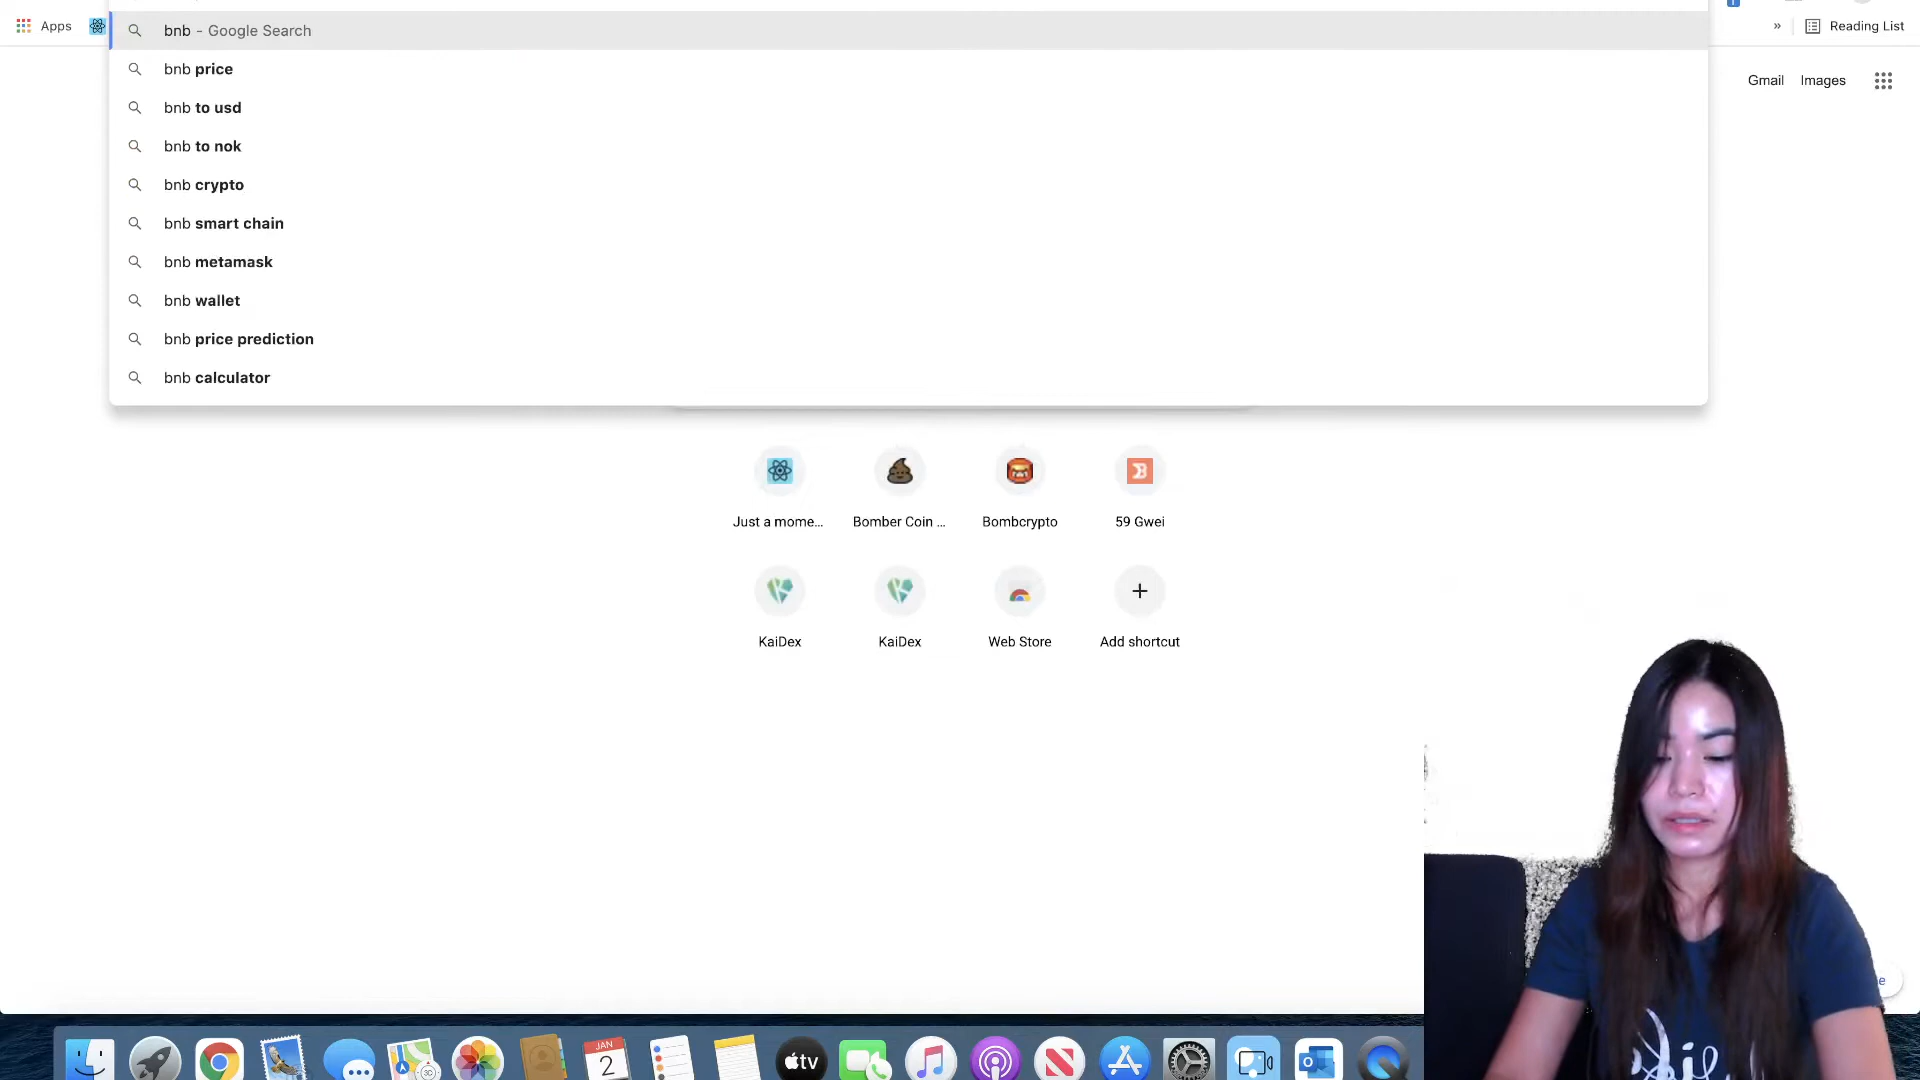 Apps
bnb - Google Search
» Reading List
bnb price
bnb to usd
Gmail Images
bnb to nok
bnb crypto
bnb smart chain
bnb metamask
bnb wallet
bnb price prediction
bnb calculator
Just a mome...
Bomber Coin ...
Bombcrypto
59 Gwei
KaiDex
KaiDex
Web Store
Add shortcut
JAN
2
3D
tv